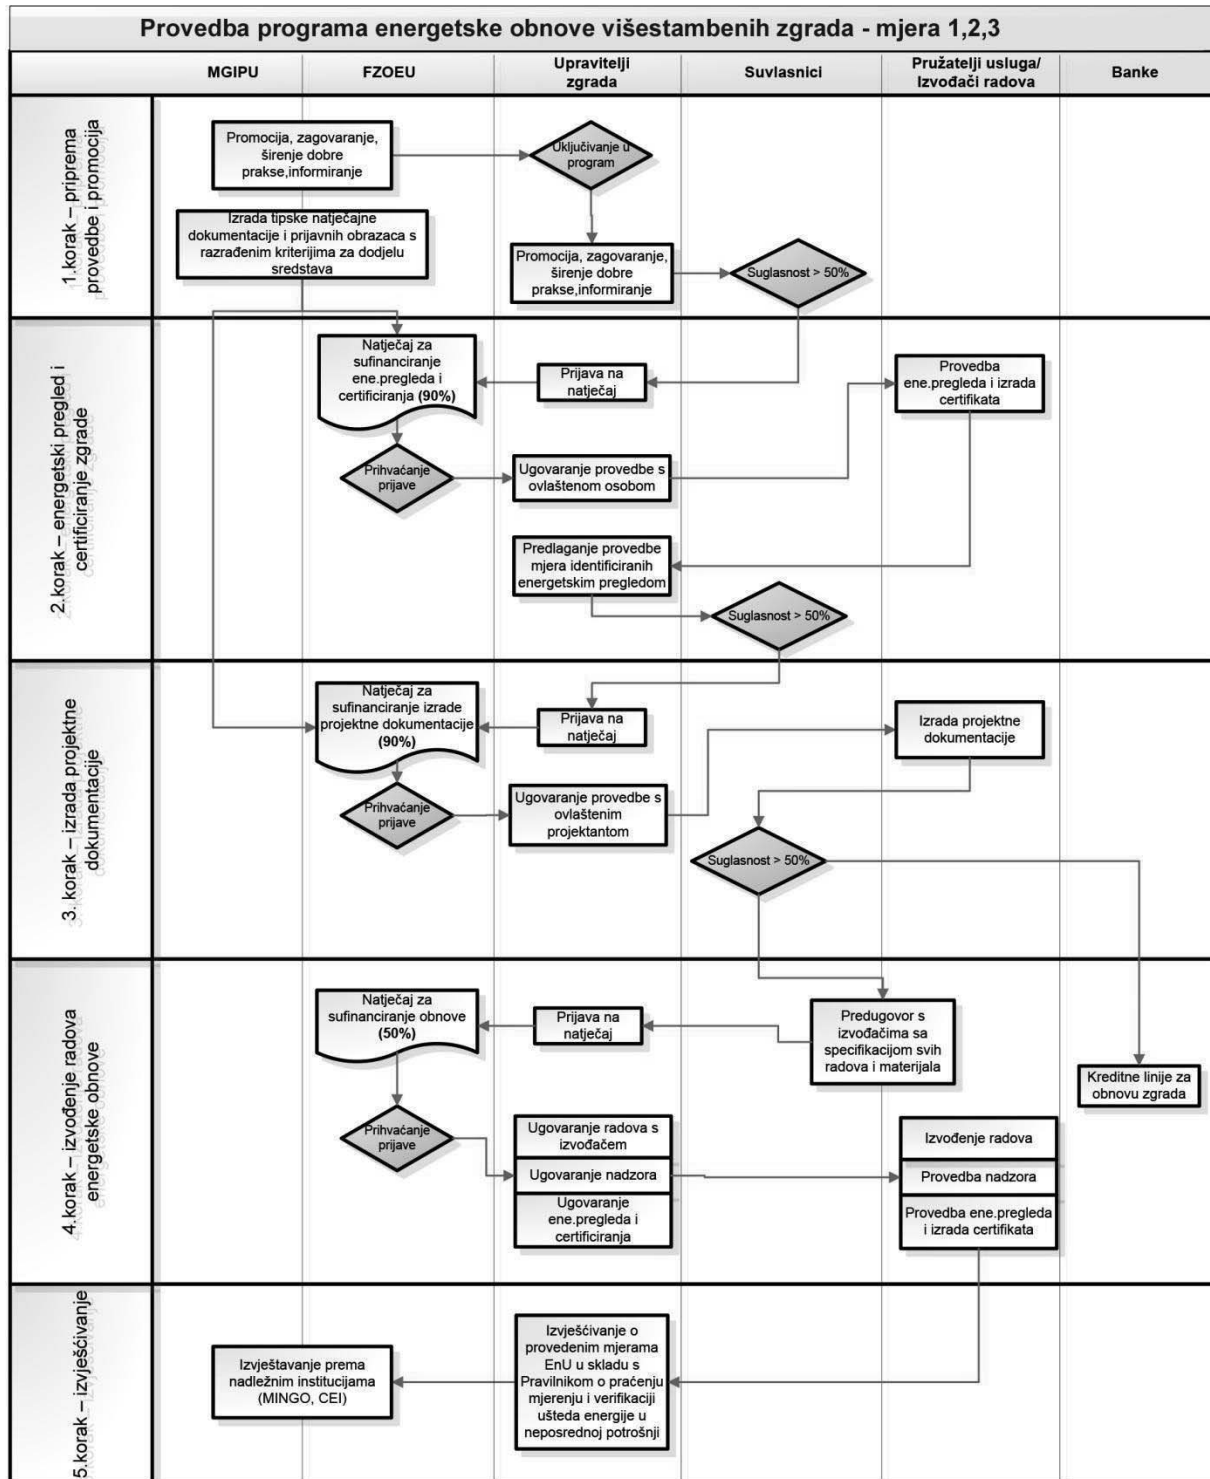 Provedba programa energetske obnove višestambenih zgrada - mjera 1,2,3
MGIPU
FZOEU
Upravitelji
zgrada
Suvlasnici
Pružatelji usluga/
Izvođači radova
Banke
1.korak – priprema
provedbe i promocija
Promocija, zagovaranje,
širenje dobre
prakse,informiranje
Uključivanje u
program
Izrada tipske natječajne
dokumentacije i prijavnih obrazaca s
razrađenim kriterijima za dodjelu
sredstava
Promocija, zagovaranje,
širenje dobre
prakse,informiranje
Suglasnost > 50%
2.korak – energetski pregled i
certificiranje zgrade
Natječaj za
sufinanciranje
ene.pregleda i
certificiranja (90%)
Prijava na
natječaj
Provedba
ene.pregleda i izrada
certifikata
Prihvaćanje
prijave
Ugovaranje provedbe s
ovlaštenom osobom
Predlaganje provedbe
mjera identificiranih
energetskim pregledom
Suglasnost > 50%
3.korak – izrada projektne
dokumentacije
Natječaj za
sufinanciranje izrade
projektne dokumentacije
(90%)
Prijava na
natječaj
Izrada projektne
dokumentacije
Prihvaćanje
prijave
Ugovaranje provedbe s
ovlaštenim
projektantom
Suglasnost > 50%
4.korak – izvođenje radova
energetske obnove
Natječaj za
sufinanciranje obnove
(50%)
Prijava na
natječaj
Predugovor s
izvođačima sa
specifikacijom svih
radova i materijala
Kreditne linije za
obnovu zgrada
Prihvaćanje
prijave
Ugovaranje radova s
izvođačem
Ugovaranje nadzora
Ugovaranje
ene.pregleda i
certificiranja
Izvođenje radova
Provedba nadzora
Provedba ene.pregleda
i izrada certifikata
5.korak – izvješćivanje
Izvještavanje prema
nadležnim institucijama
(MINGO, CEI)
Izvješćivanje o
provedenim mjerama
EnU u skladu s
Pravilnikom o praćenju
mjerenju i verifikaciji
ušteda energije u
neposrednoj potrošnji